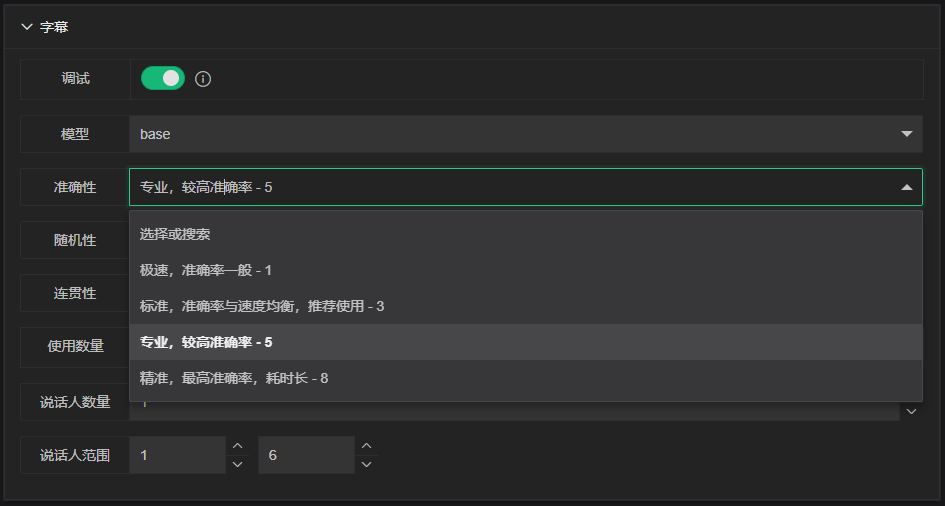 字幕
调试
模型 base
准确性 专业，较高准确率 - 5
选择或搜索
随机性
极速，准确率一般 - 1
连贯性
标准，准确率与速度均衡，推荐使用 - 3
使用数量
专业，较高准确率 - 5
精准，最高准确率，耗时长 - 8
说话人数量
说话人范围 1 6